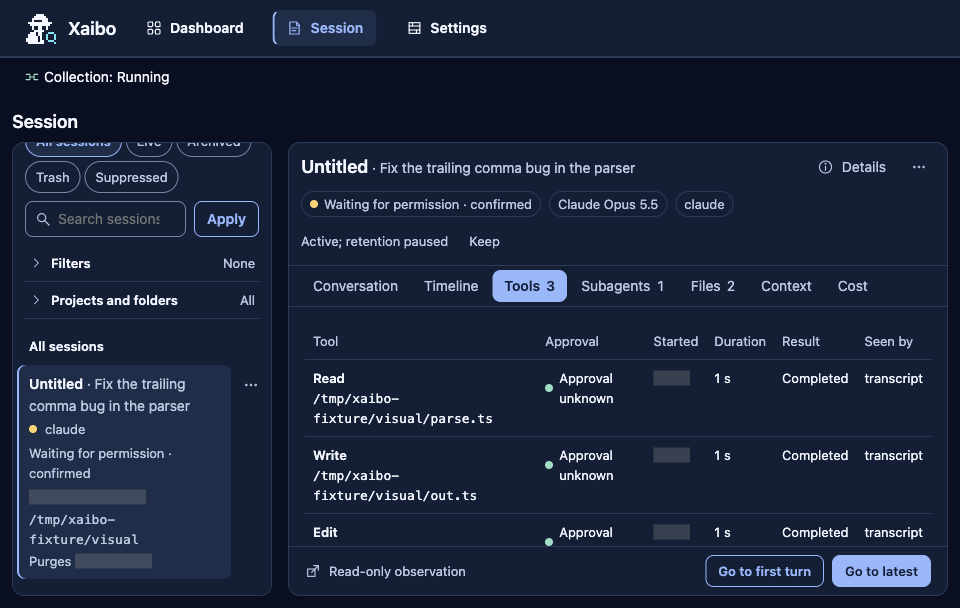 Xaibo
Dashboard
Session
Settings
Collection: Running
Session
All sessions
Live
Archived
Trash
Suppressed
Search sessions
Apply
Filters
None
Projects and folders
All
All sessions
Untitled · Fix the trailing
comma bug in the parser
claude
Waiting for permission ·
confirmed
/tmp/xaibo-
fixture/visual
Purges
Untitled · Fix the trailing comma bug in the parser
Details
Waiting for permission · confirmed
Claude Opus 5.5
claude
Active; retention paused
Keep
Conversation
Timeline
Tools 3
Subagents 1
Files 2
Context
Cost
Tool
Approval
Started
Duration
Result
Seen by
Read
/tmp/xaibo-
fixture/visual/parse.ts
Approval
unknown
1 s
Completed
transcript
Write
/tmp/xaibo-
fixture/visual/out.ts
Approval
unknown
1 s
Completed
transcript
Edit
Approval
1 s
Completed
transcript
Read-only observation
Go to first turn
Go to latest